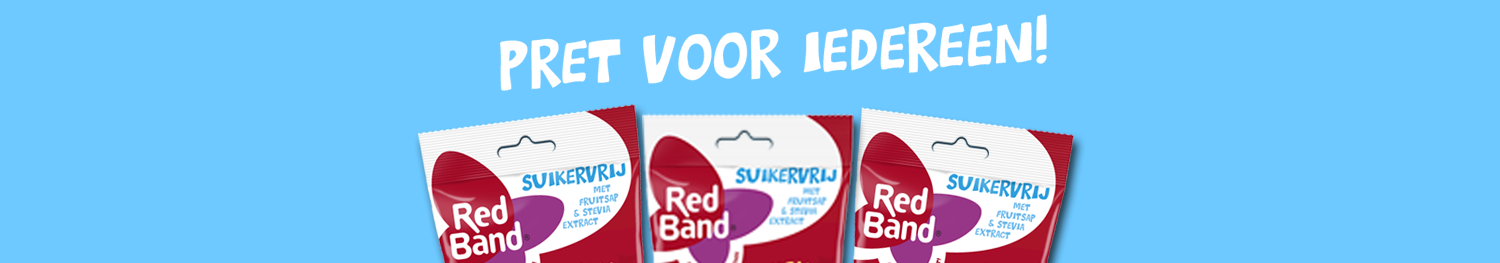 PRET VOOR IEDEREEN!
SUIKERVRIJ
MET
FRUITSAP
& STEVIA
EXTRACT
Red
Band
SUIKERVRIJ
MET
FRUITSAP
& STEVIA
EXTRACT
Red
Band
SUIKERVRIJ
MET
FRUITSAP
& STEVIA
EXTRACT
Red
Band